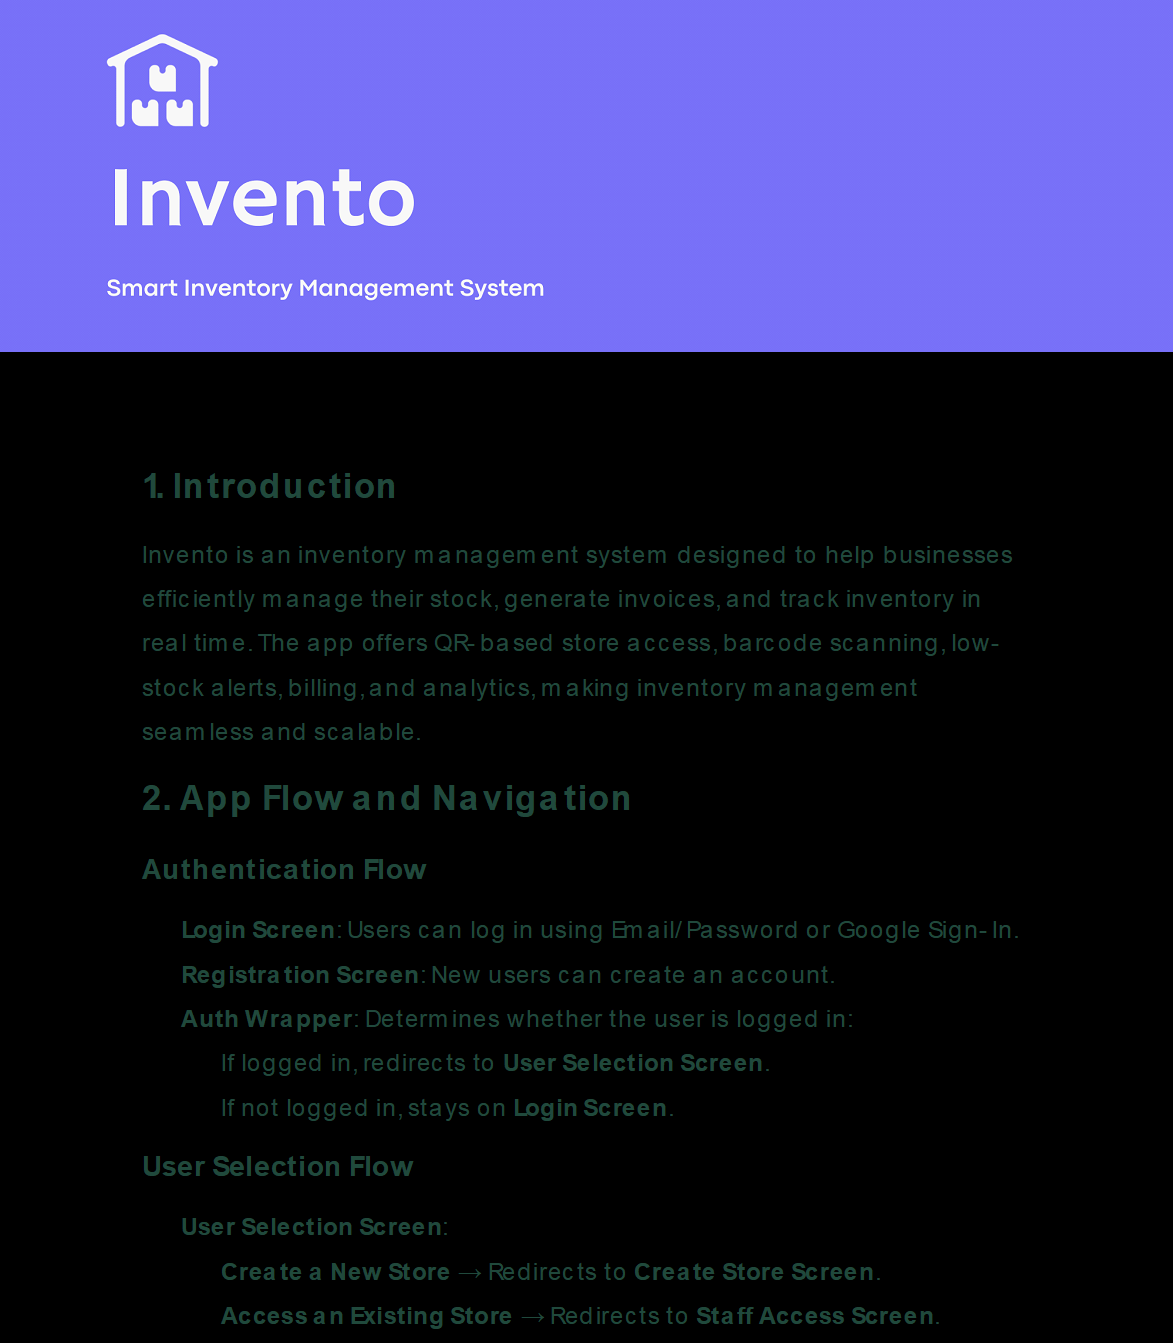 Invento
Smart Inventory Management System
1. Introduction
Invento is an inventory management system designed to help businesses
efficiently manage their stock, generate invoices, and track inventory in
real time. The app offers QR-based store access, barcode scanning, low-
stock alerts, billing, and analytics, making inventory management
seamless and scalable.
2. App Flow and Navigation
Authentication Flow
Login Screen: Users can log in using Email/Password or Google Sign-In.
Registration Screen: New users can create an account.
Auth Wrapper: Determines whether the user is logged in:
If logged in, redirects to User Selection Screen.
If not logged in, stays on Login Screen.
User Selection Flow
User Selection Screen:
Create a New Store → Redirects to Create Store Screen.
Access an Existing Store → Redirects to Staff Access Screen.